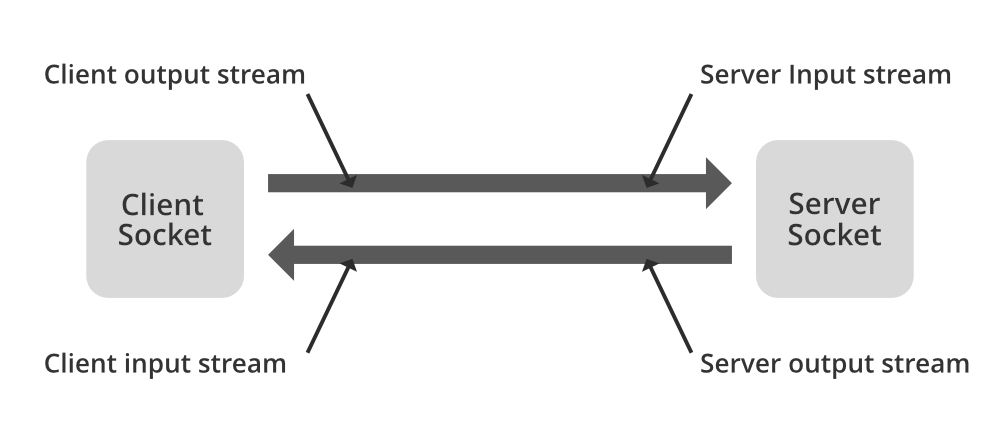 Client output stream
Server Input stream
Client
Socket
Server
Socket
Client input stream
Server output stream